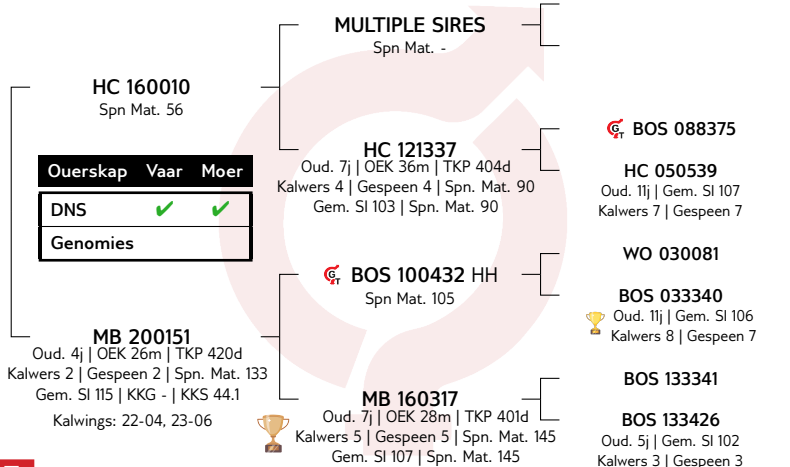 MULTIPLE SIRES
Spn Mat. -
HC 160010
Spn Mat. 56
HC 121337
Oud. 7j | OEK 36m | TKP 404d
Kalwers 4 | Gespeen 4 | Spn. Mat. 90
Gem. SI 103 | Spn. Mat. 90
GT BOS 088375
HC 050539
Oud. 11j | Gem. SI 107
Kalwers 7 | Gespeen 7
Ouerskap Vaar Moer
DNS ✔ ✔
Genomies
GT BOS 100432 HH
Spn Mat. 105
WO 030081
BOS 033340
Oud. 11j | Gem. SI 106
Kalwers 8 | Gespeen 7
MB 200151
Oud. 4j | OEK 26m | TKP 420d
Kalwers 2 | Gespeen 2 | Spn. Mat. 133
Gem. SI 115 | KKG - | KKS 44.1
Kalwings: 22-04, 23-06
MB 160317
Oud. 7j | OEK 28m | TKP 401d
Kalwers 5 | Gespeen 5 | Spn. Mat. 145
Gem. SI 107 | Spn. Mat. 145
BOS 133341
BOS 133426
Oud. 5j | Gem. SI 102
Kalwers 3 | Gespeen 3